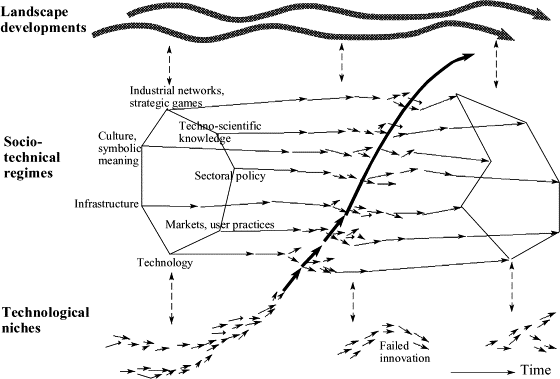 Landscape
developments
Industrial networks,
strategic games
Techno-scientific
knowledge
Culture,
symbolic
meaning
Socio-
technical
regimes
Sectoral policy
Infrastructure
Markets, user practices
Technology
Technological
niches
Failed
innovation
Time